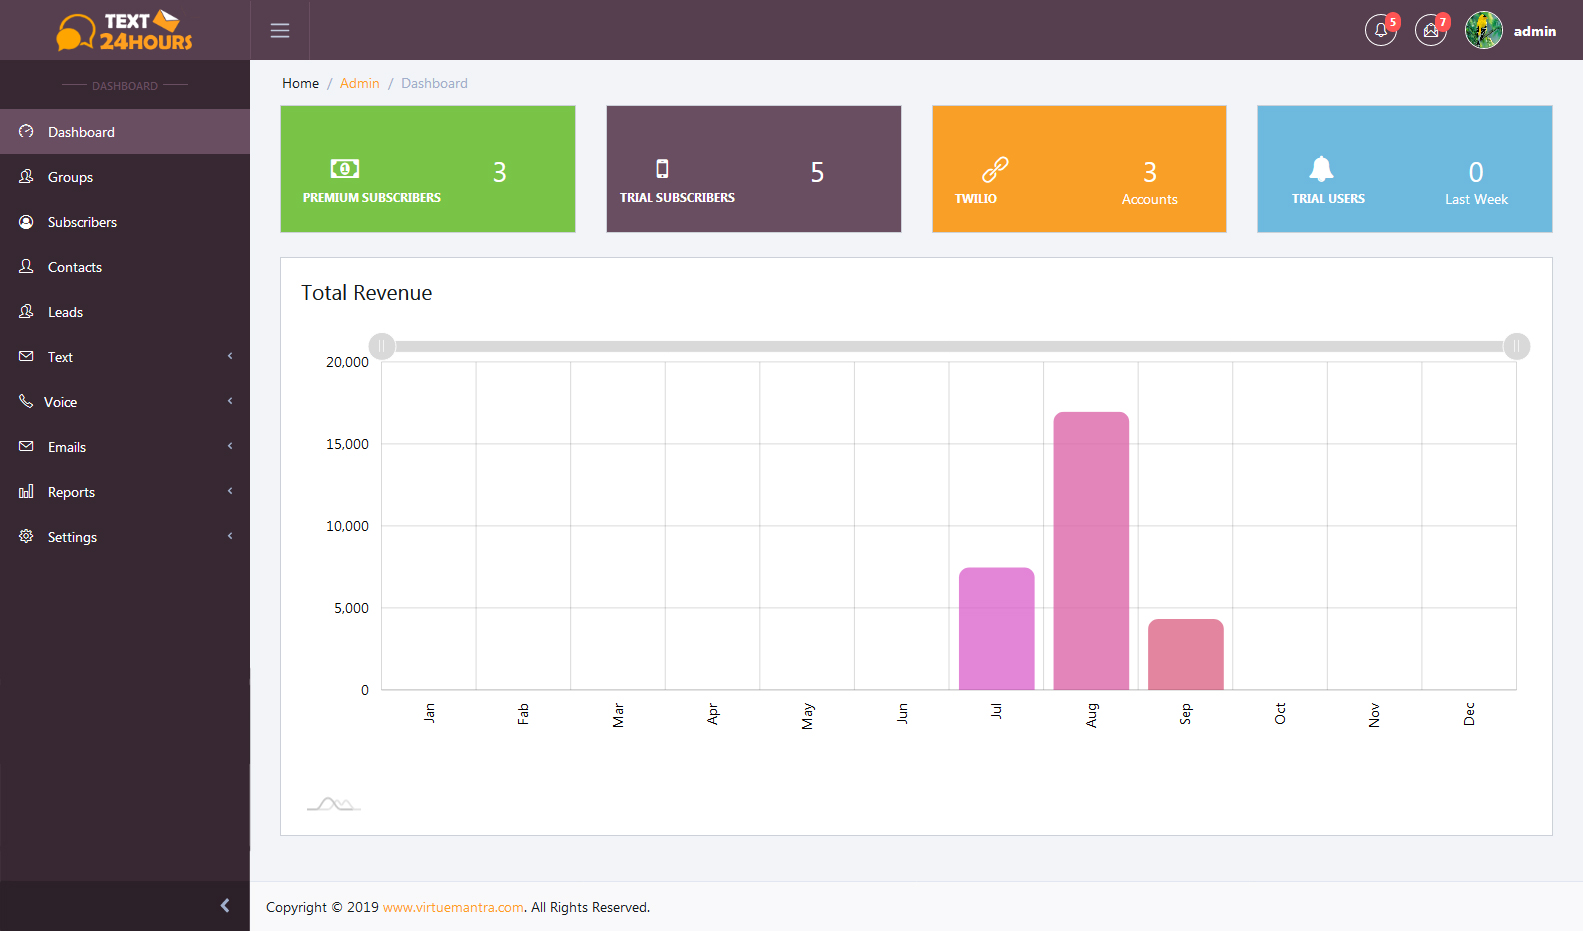 TEXT
24HOURS
5
7
admin
DASHBOARD
Dashboard
Groups
Subscribers
Contacts
Leads
Text
Voice
Emails
Reports
Settings
Home / Admin / Dashboard
3
PREMIUM SUBSCRIBERS
5
TRIAL SUBSCRIBERS
3
TWILIO
Accounts
0
TRIAL USERS
Last Week
Total Revenue
20,000
15,000
10,000
5,000
0
Jan
Fab
Mar
Apr
May
Jun
Jul
Aug
Sep
Oct
Nov
Dec
Copyright © 2019 www.virtuemantra.com. All Rights Reserved.